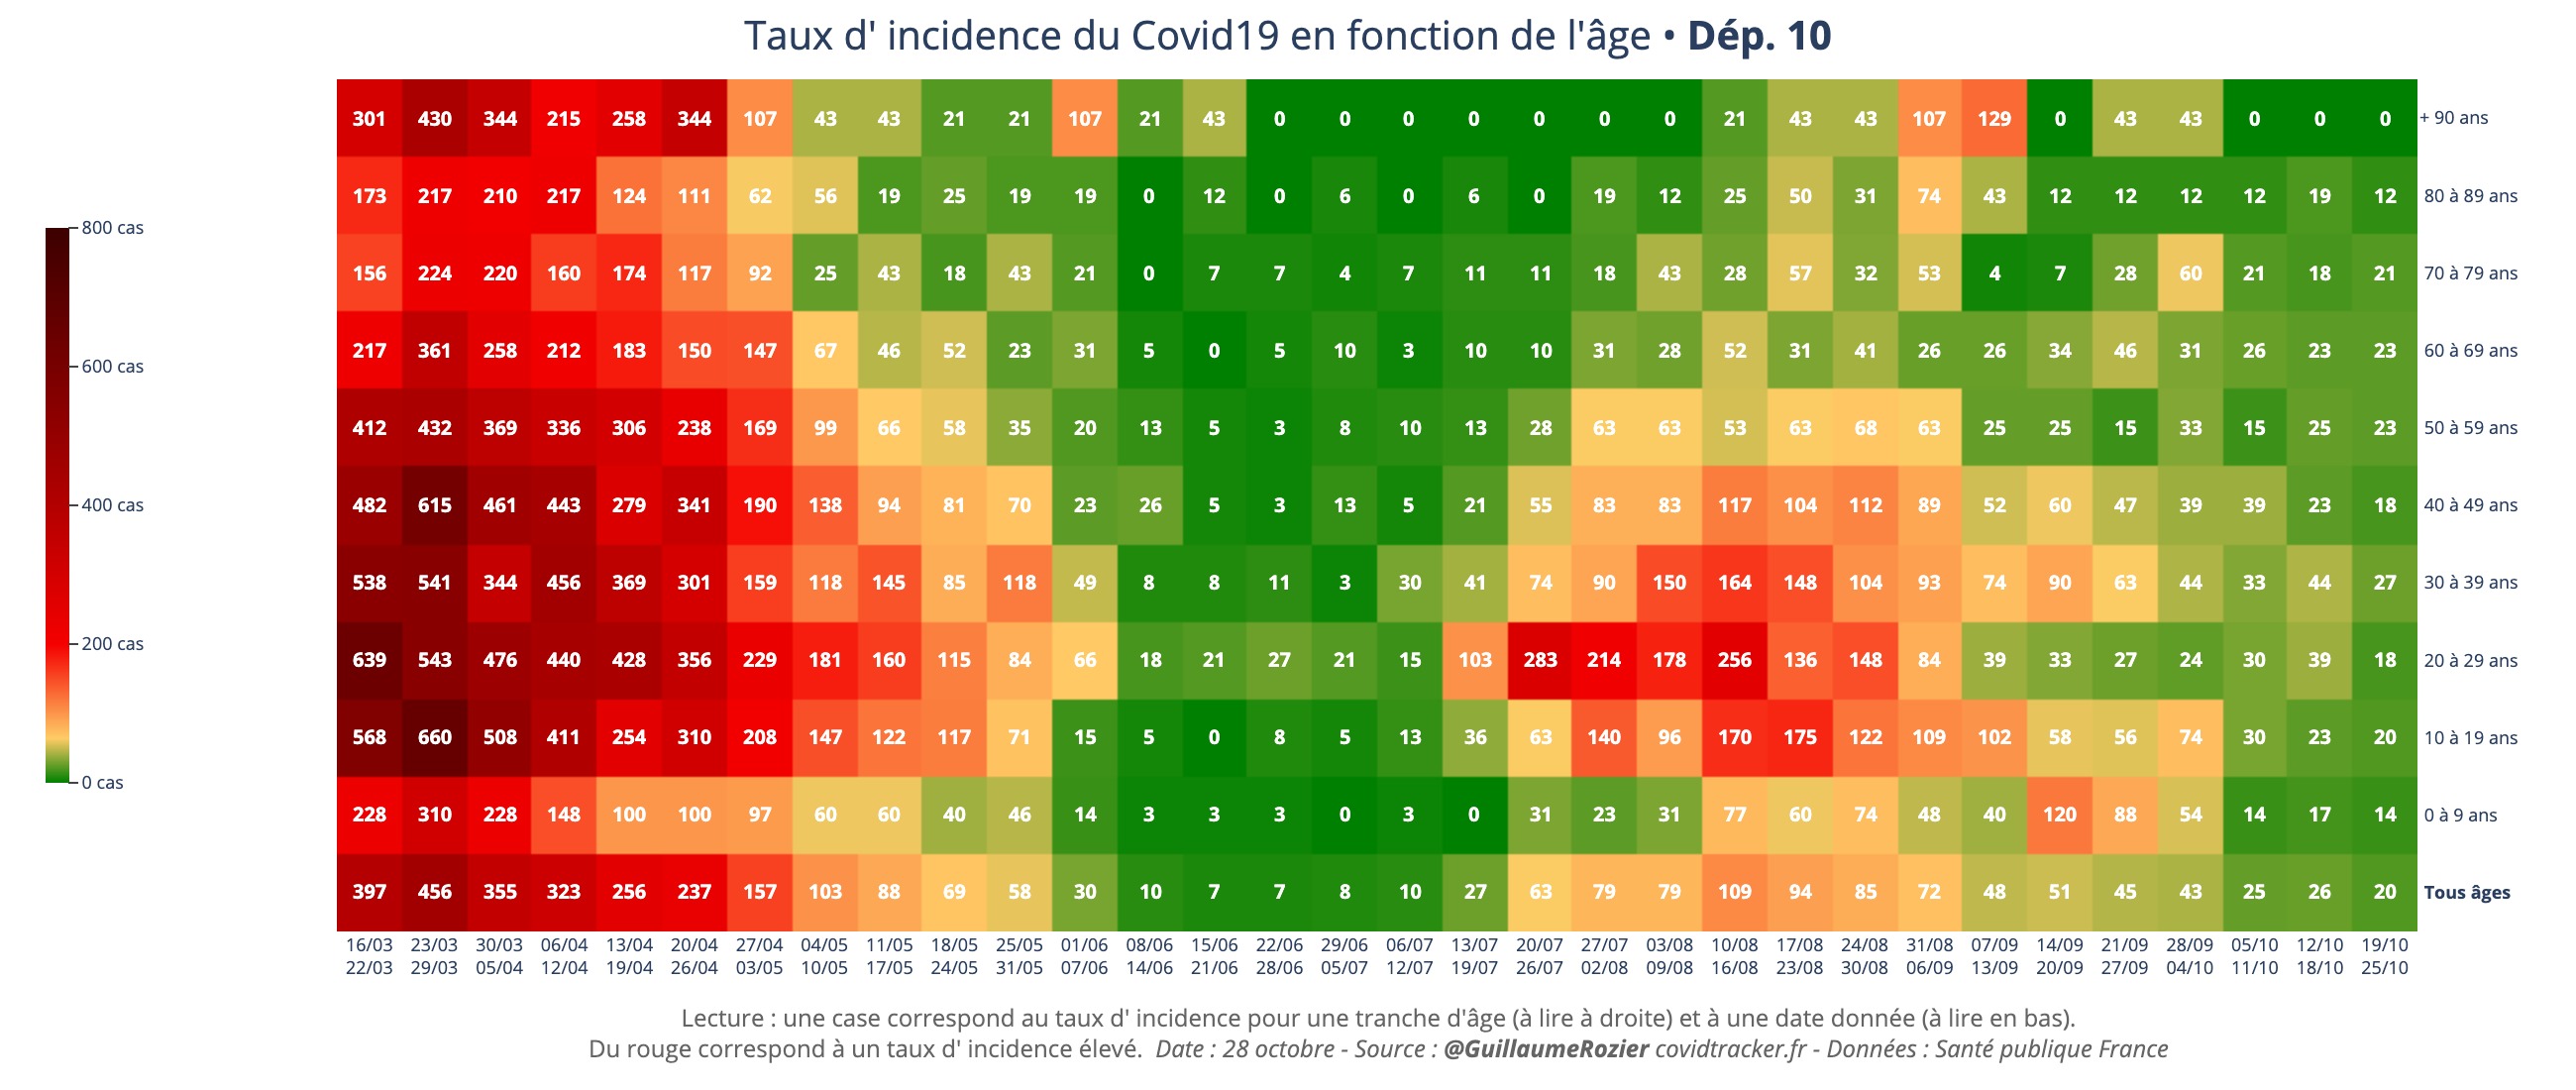 Taux d' incidence du Covid19 en fonction de l'âge • Dép. 10
800 cas
600 cas
400 cas
200 cas
0 cas
301 430 344 215 258 344 107 43 43 21 21 107 21 43 0 0 0 0 0 0 0 21 43 43 107 129 0 43 43 0 0 0 + 90 ans
173 217 210 217 124 111 62 56 19 25 19 19 0 12 0 6 0 6 0 19 12 25 50 31 74 43 12 12 12 12 19 12 80 à 89 ans
156 224 220 160 174 117 92 25 43 18 43 21 0 7 7 4 7 11 11 18 43 28 57 32 53 4 7 28 60 21 18 21 70 à 79 ans
217 361 258 212 183 150 147 67 46 52 23 31 5 0 5 10 3 10 10 31 28 52 31 41 26 26 34 46 31 26 23 23 60 à 69 ans
412 432 369 336 306 238 169 99 66 58 35 20 13 5 3 8 10 13 28 63 63 53 63 68 63 25 25 15 33 15 25 23 50 à 59 ans
482 615 461 443 279 341 190 138 94 81 70 23 26 5 3 13 5 21 55 83 83 117 104 112 89 52 60 47 39 39 23 18 40 à 49 ans
538 541 344 456 369 301 159 118 145 85 118 49 8 8 11 3 30 41 74 90 150 164 148 104 93 74 90 63 44 33 44 27 30 à 39 ans
639 543 476 440 428 356 229 181 160 115 84 66 18 21 27 21 15 103 283 214 178 256 136 148 84 39 33 27 24 30 39 18 20 à 29 ans
568 660 508 411 254 310 208 147 122 117 71 15 5 0 8 5 13 36 63 140 96 170 175 122 109 102 58 56 74 30 23 20 10 à 19 ans
228 310 228 148 100 100 97 60 60 40 46 14 3 3 3 0 3 0 31 23 31 77 60 74 48 40 120 88 54 14 17 14 0 à 9 ans
397 456 355 323 256 237 157 103 88 69 58 30 10 7 7 8 10 27 63 79 79 109 94 85 72 48 51 45 43 25 26 20 Tous âges
16/03 23/03 30/03 06/04 13/04 20/04 27/04 04/05 11/05 18/05 25/05 01/06 08/06 15/06 22/06 29/06 06/07 13/07 20/07 27/07 03/08 10/08 17/08 24/08 31/08 07/09 14/09 21/09 28/09 05/10 12/10 19/10
22/03 29/03 05/04 12/04 19/04 26/04 03/05 10/05 17/05 24/05 31/05 07/06 14/06 21/06 28/06 05/07 12/07 19/07 26/07 02/08 09/08 16/08 23/08 30/08 06/09 13/09 20/09 27/09 04/10 11/10 18/10 25/10
Lecture : une case correspond au taux d' incidence pour une tranche d'âge (à lire à droite) et à une date donnée (à lire en bas).
Du rouge correspond à un taux d' incidence élevé. Date : 28 octobre - Source : @GuillaumeRozier covidtracker.fr - Données : Santé publique France